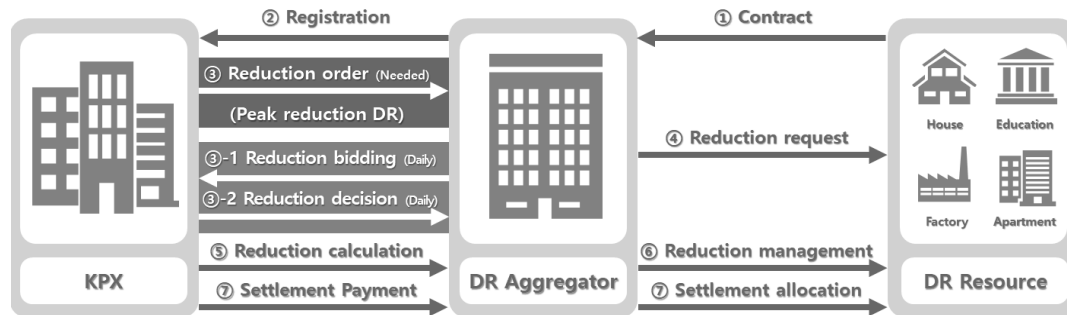 ② Registration
① Contract
③ Reduction order (Needed)
(Peak reduction DR)
③-1 Reduction bidding (Daily)
③-2 Reduction decision (Daily)
④ Reduction request
House
Education
Factory
Apartment
⑤ Reduction calculation
⑥ Reduction management
KPX
DR Aggregator
DR Resource
⑦ Settlement Payment
⑦ Settlement allocation